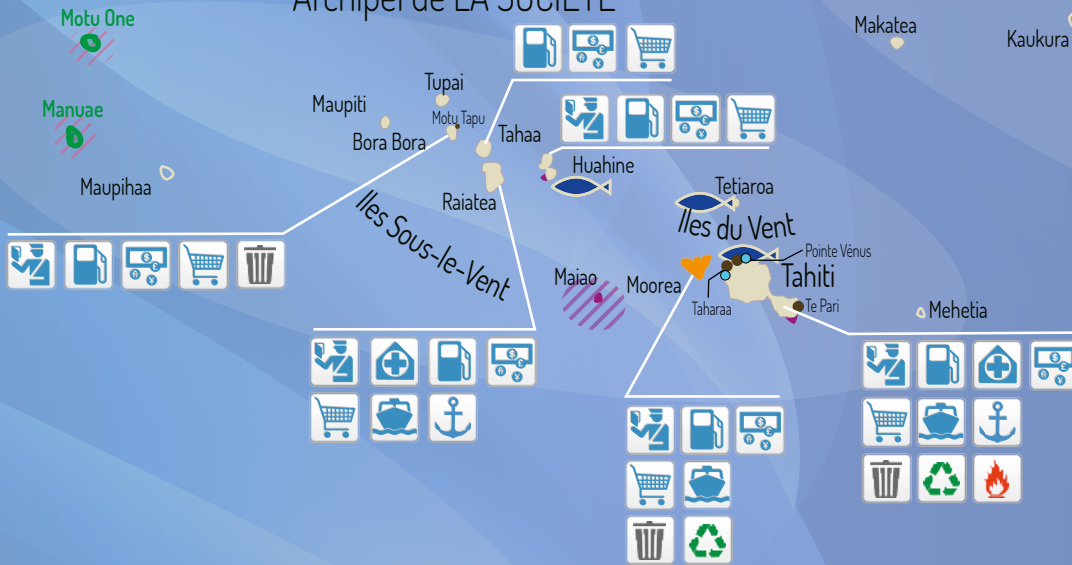 Archipel de LA SOCIÉTÉ
Motu One
Makatea
Kaukura
Tupai
Maupiti
Manuae
Motu Tapu
Bora Bora
Tahaa
Huahine
Maupihaa
Raiatea
Tetiaroa
Iles du Vent
Iles Sous-le-Vent
Pointe Vénus
Maiao
Moorea
Tahiti
Taharaa
Te Pari
Mehetia